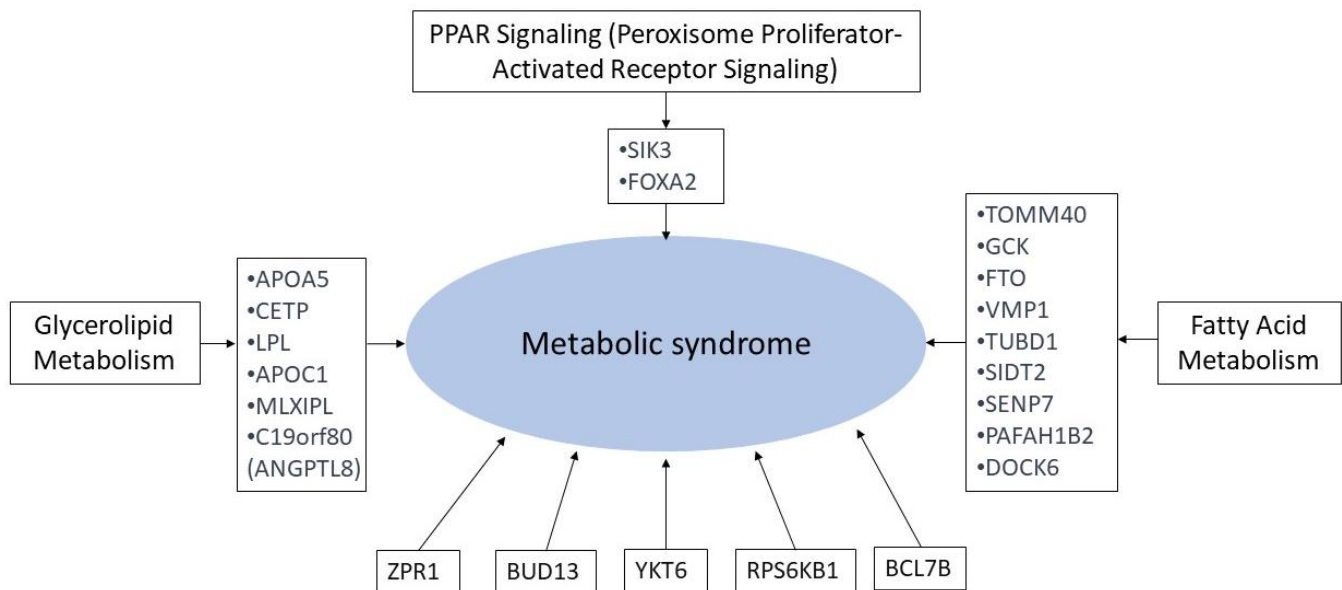 PPAR Signaling (Peroxisome Proliferator-
Activated Receptor Signaling)
•SIK3
•FOXA2
Glycerolipid
Metabolism
•APOA5
•CETP
•LPL
•APOC1
•MLXIPL
•C19orf80
(ANGPTL8)
Metabolic syndrome
•TOMM40
•GCK
•FTO
•VMP1
•TUBD1
•SIDT2
•SENP7
•PAFAH1B2
•DOCK6
Fatty Acid
Metabolism
ZPR1
BUD13
YKT6
RPS6KB1
BCL7B